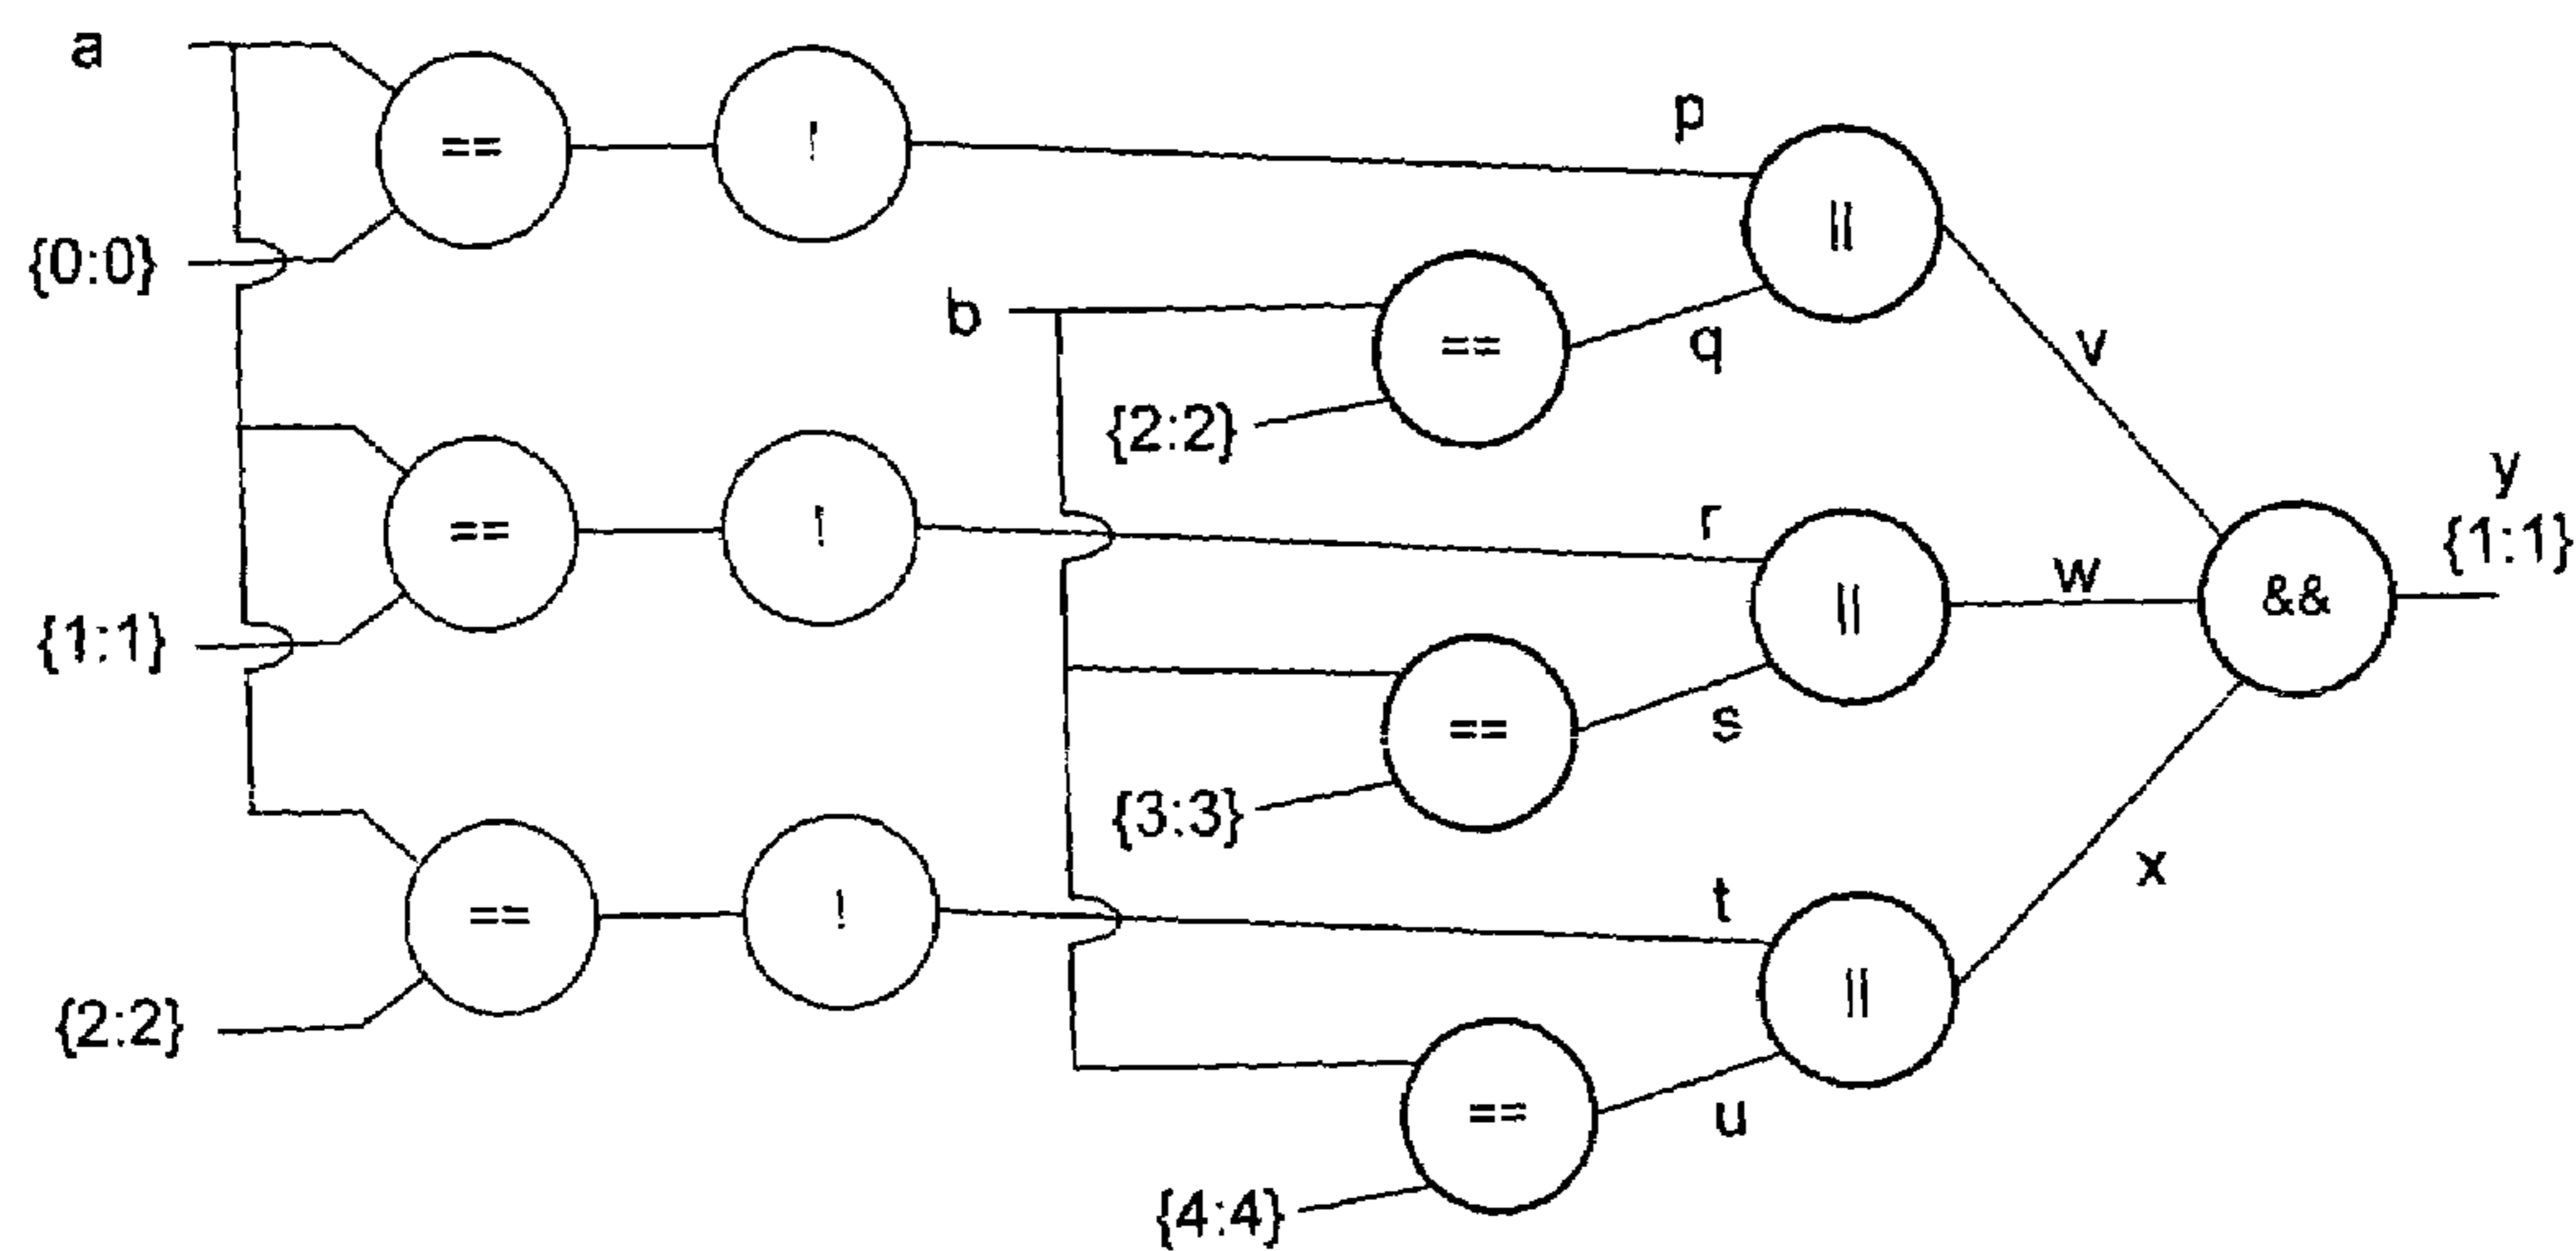 a
== ! p
||
{0:0}
b
== q v
{2:2}
y
{1:1}
== ! r
|| w &&
{1:1}
== s
{3:3}
x
== ! t
||
{2:2}
== u
{4:4}